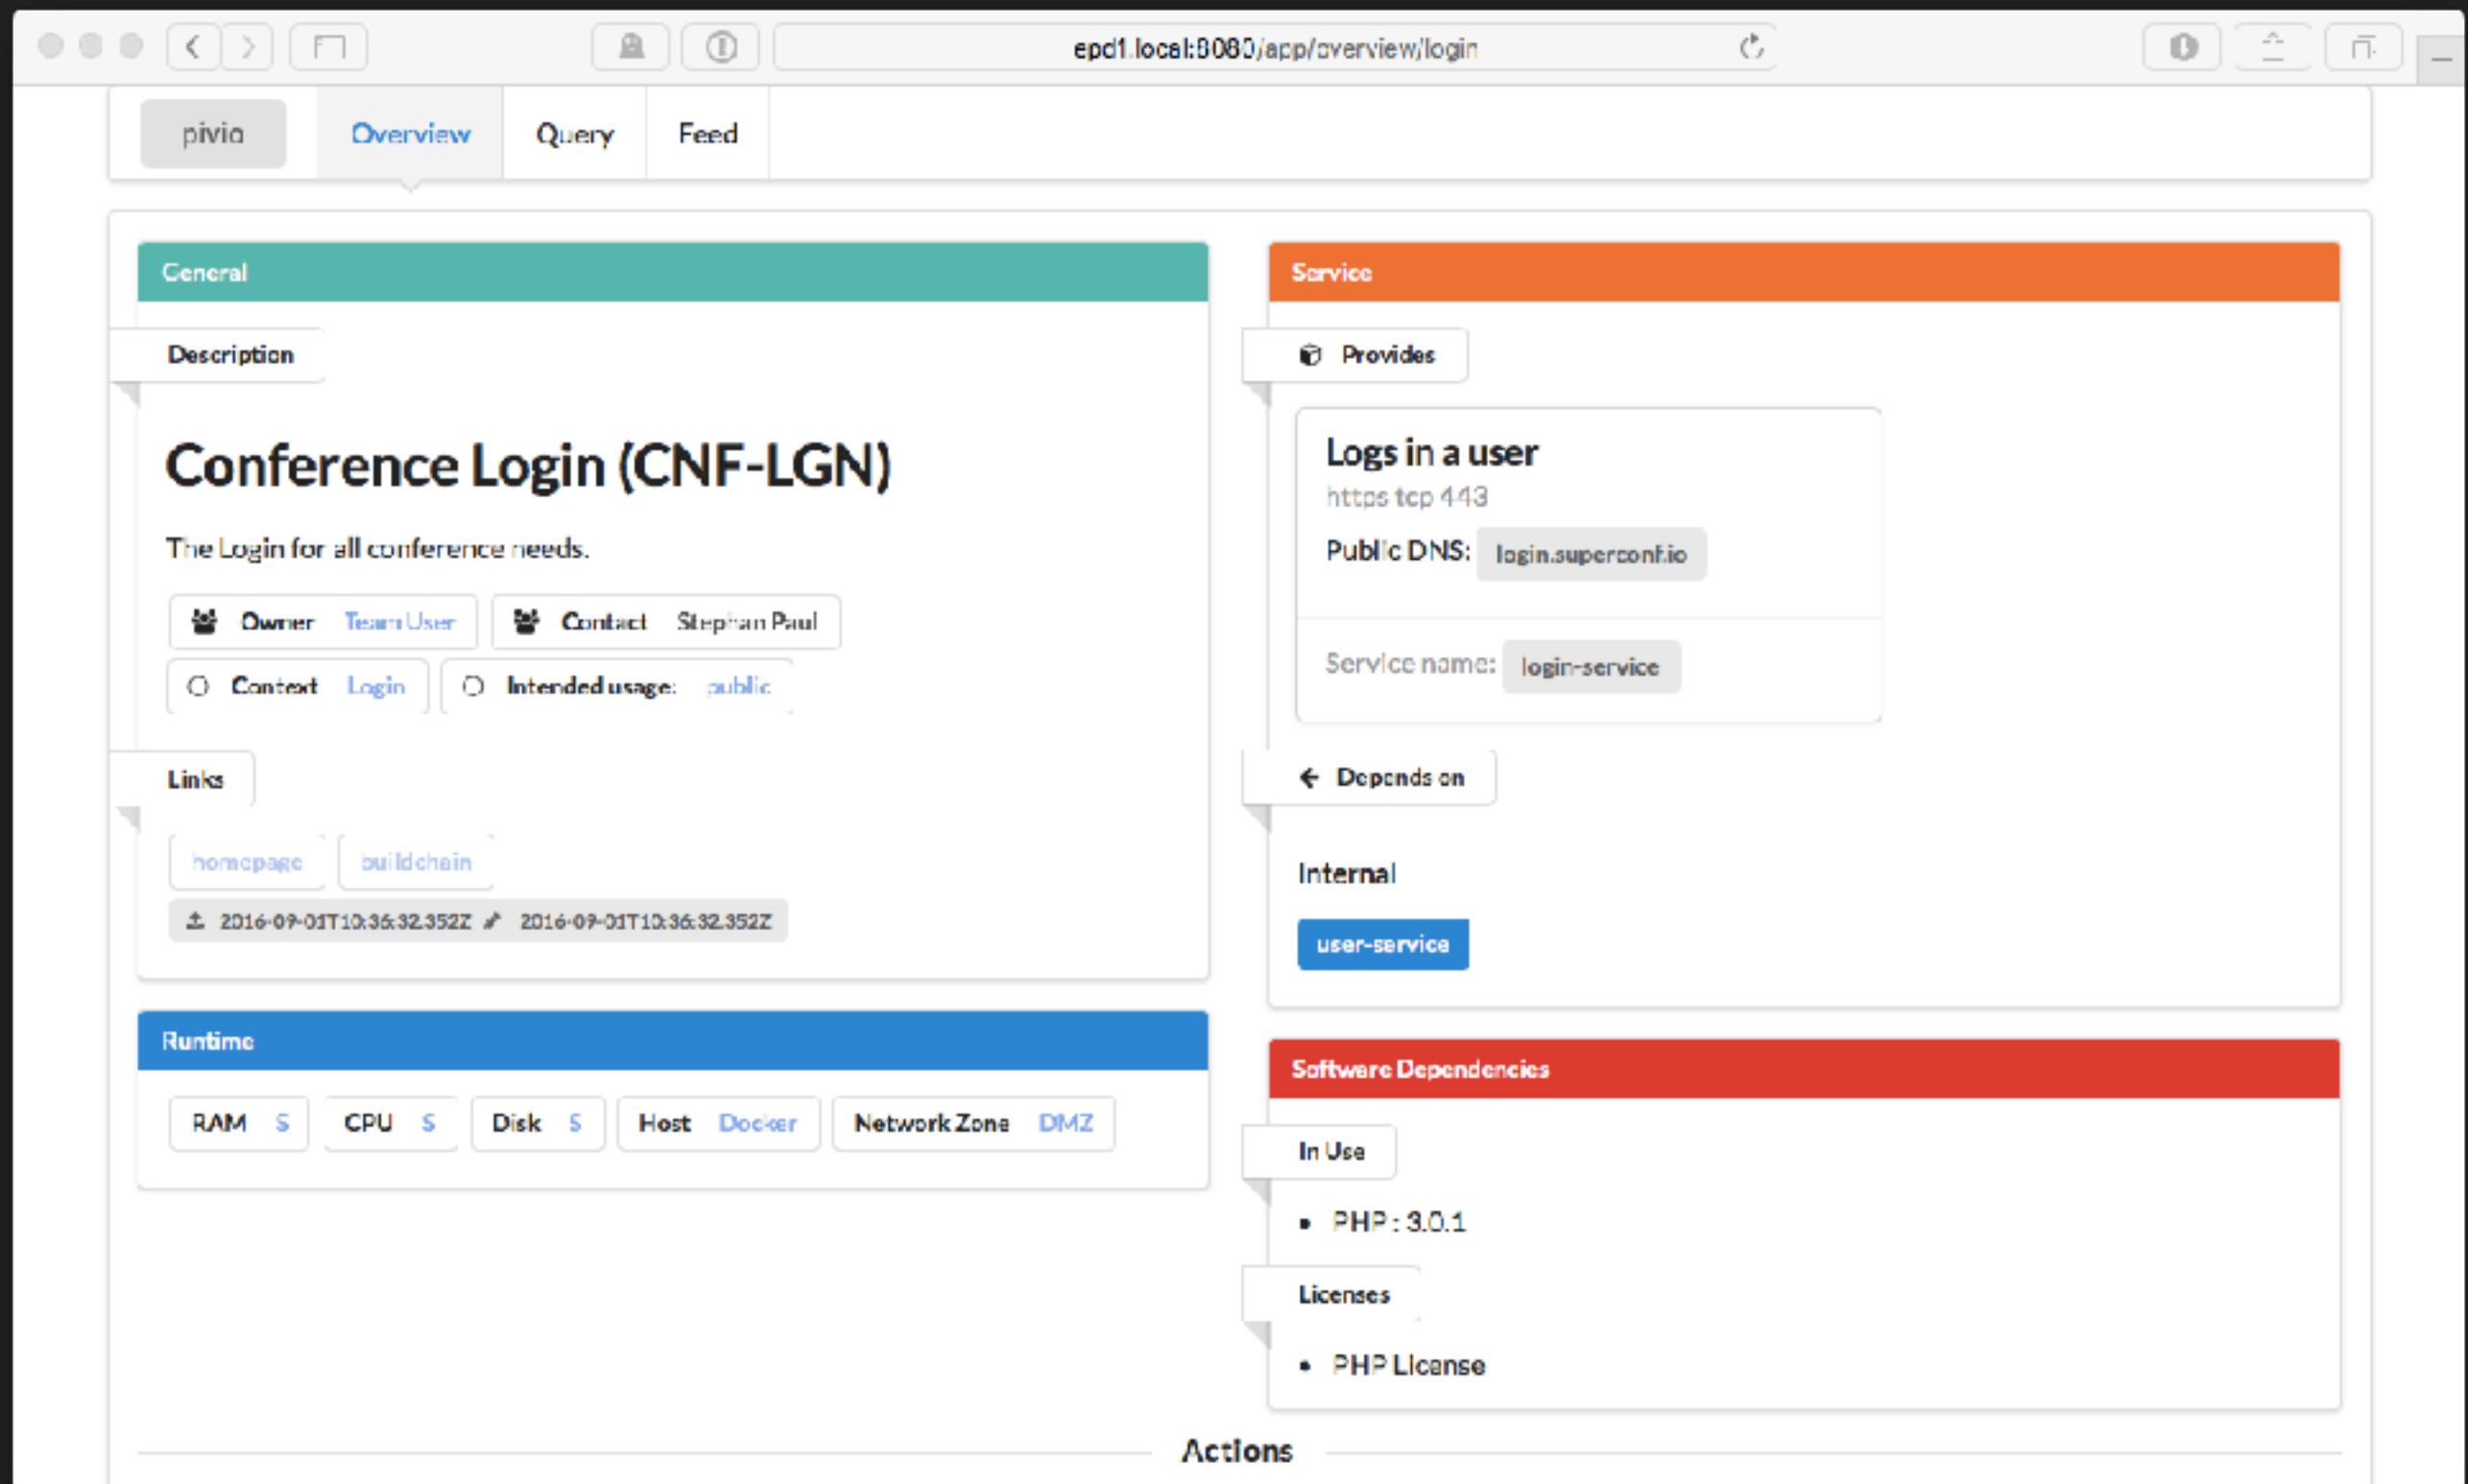 epd1.local:8080/app/overview/login
pivio Overview Query Feed
General
Description
Conference Login (CNF-LGN)
The Login for all conference needs.
Owner Team User Contact Stephan Paul
Context Login Intended usage: public
Links
homepage buildchain
2016-09-01T10:36:32.352Z 2016-09-01T10:36:32.352Z
Runtime
RAM S CPU S Disk S Host Docker Network Zone DMZ
Service
Provides
Logs in a user
https tcp 443
Public DNS: login.superconf.io
Service name: login-service
Depends on
Internal
user-service
Software Dependencies
In Use
• PHP : 3.0.1
Licenses
• PHP License
Actions